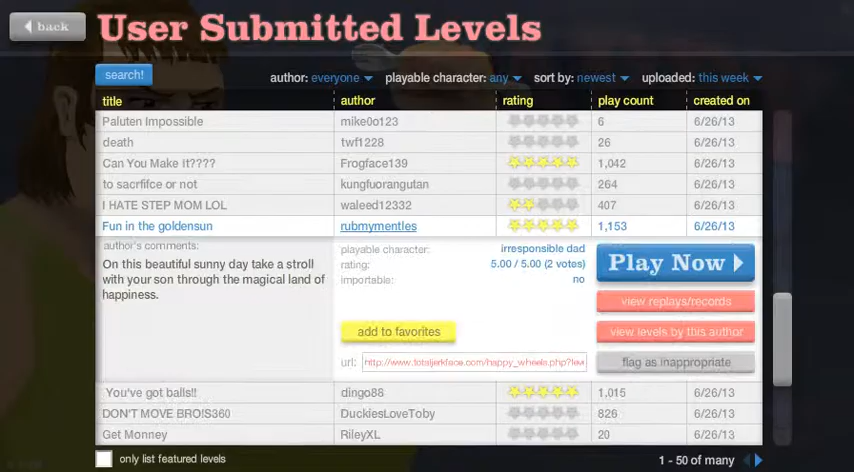 back
User Submitted Levels
search!
author: everyone playable character: any sort by: newest uploaded: this week
title author rating play count created on
Paluten Impossible mike0o123 6 6/26/13
death twf1228 26 6/26/13
Can You Make It???? Frogface139 1,042 6/26/13
to sacrfifce or not kungfuorangutan 264 6/26/13
I HATE STEP MOM LOL waleed12332 407 6/26/13
Fun in the goldensun rubmymentles 1,153 6/26/13
author's comments:
On this beautiful sunny day take a stroll
with your son through the magical land of
happiness.
playable character: irresponsible dad
rating: 5.00 / 5.00 (2 votes)
importable: no
add to favorites
url: http://www.totaljerkface.com/happy_wheels.php?leve
Play Now
view replays/records
view levels by this author
flag as inappropriate
You've got balls!! dingo88 1,015 6/26/13
DON'T MOVE BRO!S360 DuckiesLoveToby 826 6/26/13
Get Monney RileyXL 20 6/26/13
only list featured levels
1 - 50 of many